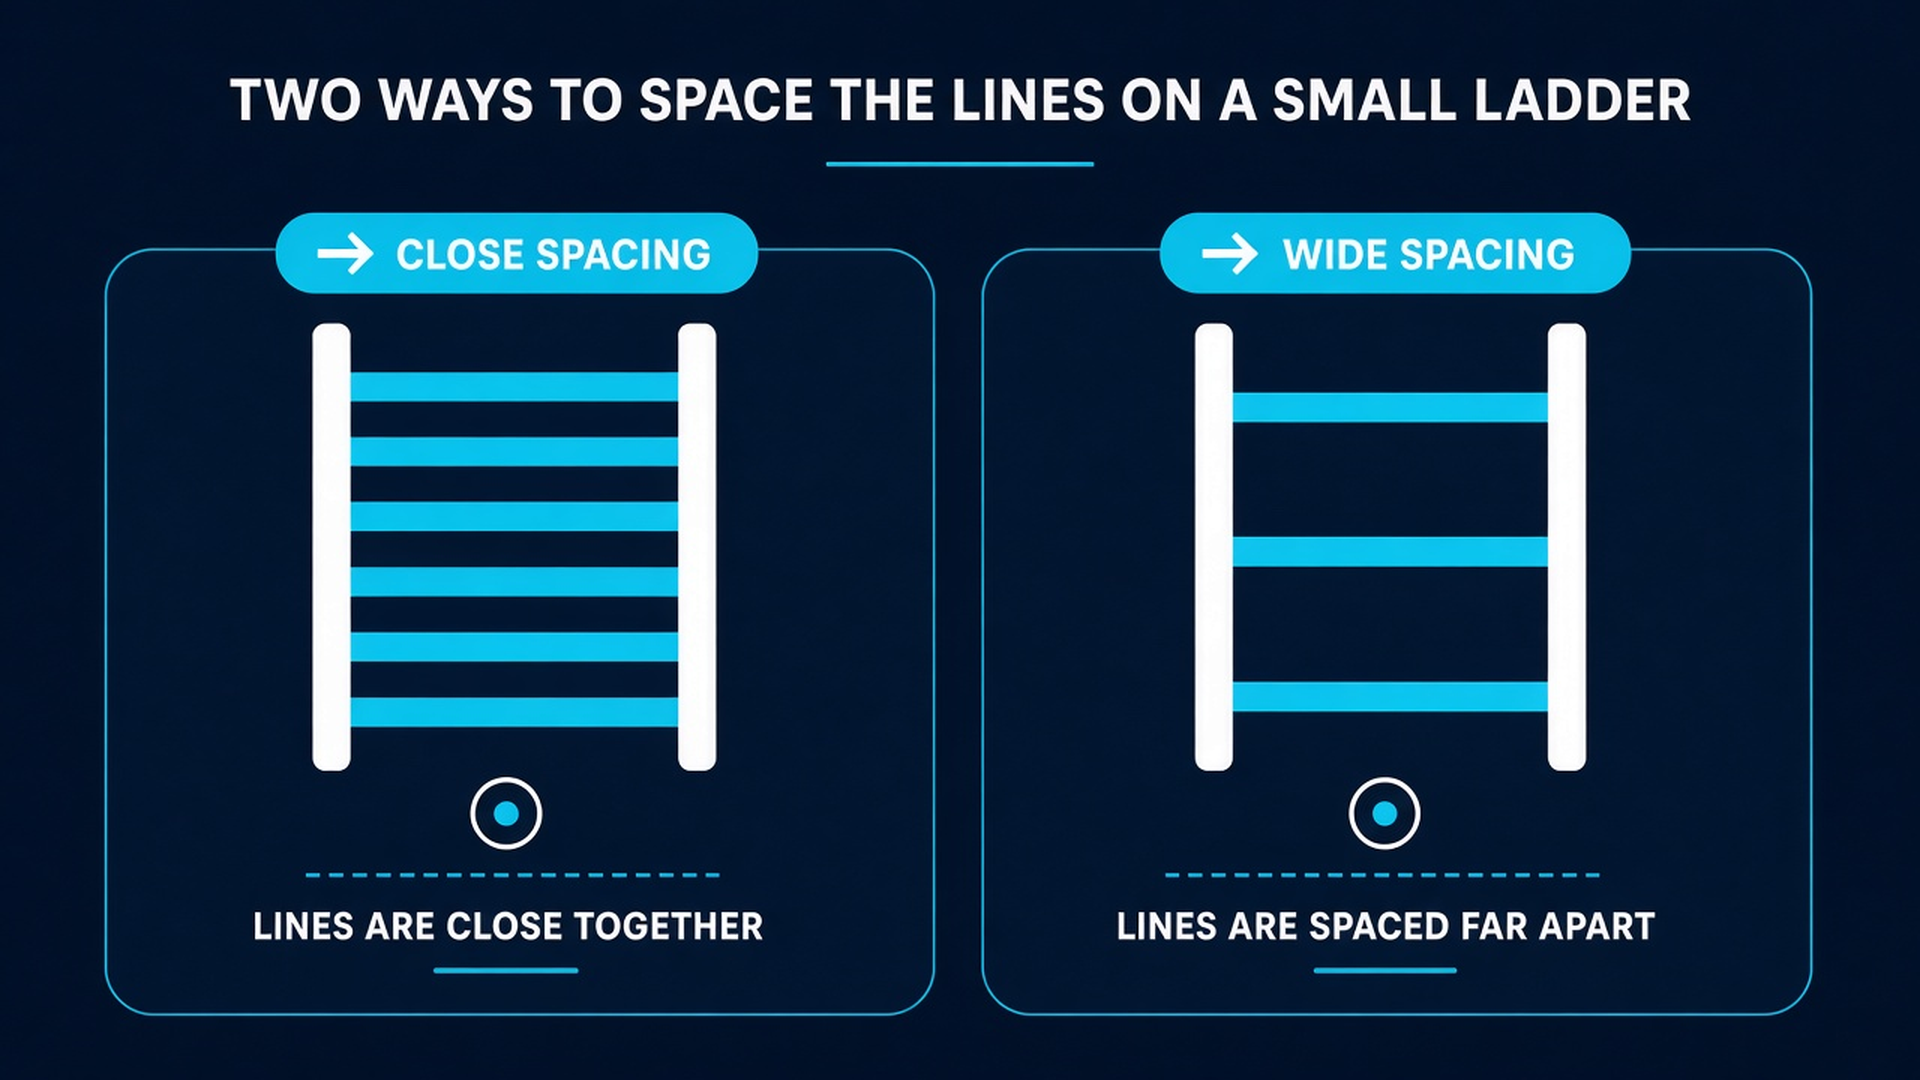 TWO WAYS TO SPACE THE LINES ON A SMALL LADDER
CLOSE SPACING
WIDE SPACING
LINES ARE CLOSE TOGETHER
LINES ARE SPACED FAR APART